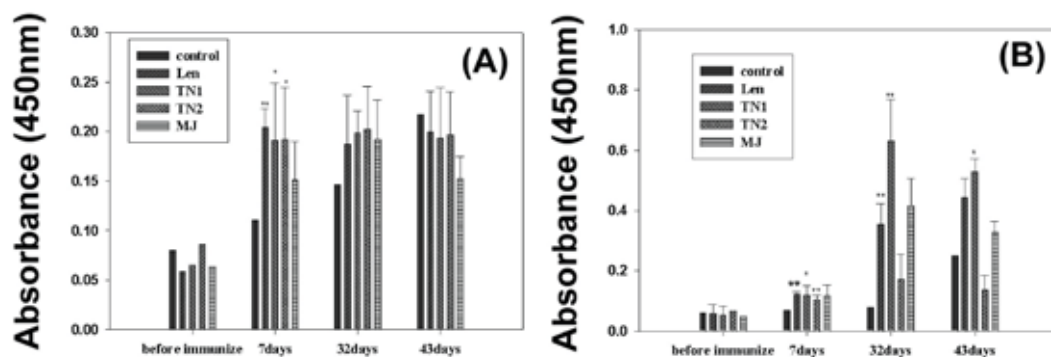 Absorbance (450nm)
0.30
0.25
0.20
0.15
0.10
0.05
0.00
control
Len
TN1
TN2
MJ
(A)
**
*
*
before immunize 7days 32days 43days
Absorbance (450nm)
1.0
0.8
0.6
0.4
0.2
0.0
control
Len
TN1
TN2
MJ
(B)
**
*
**
**
**
*
before immunize 7days 32days 43days